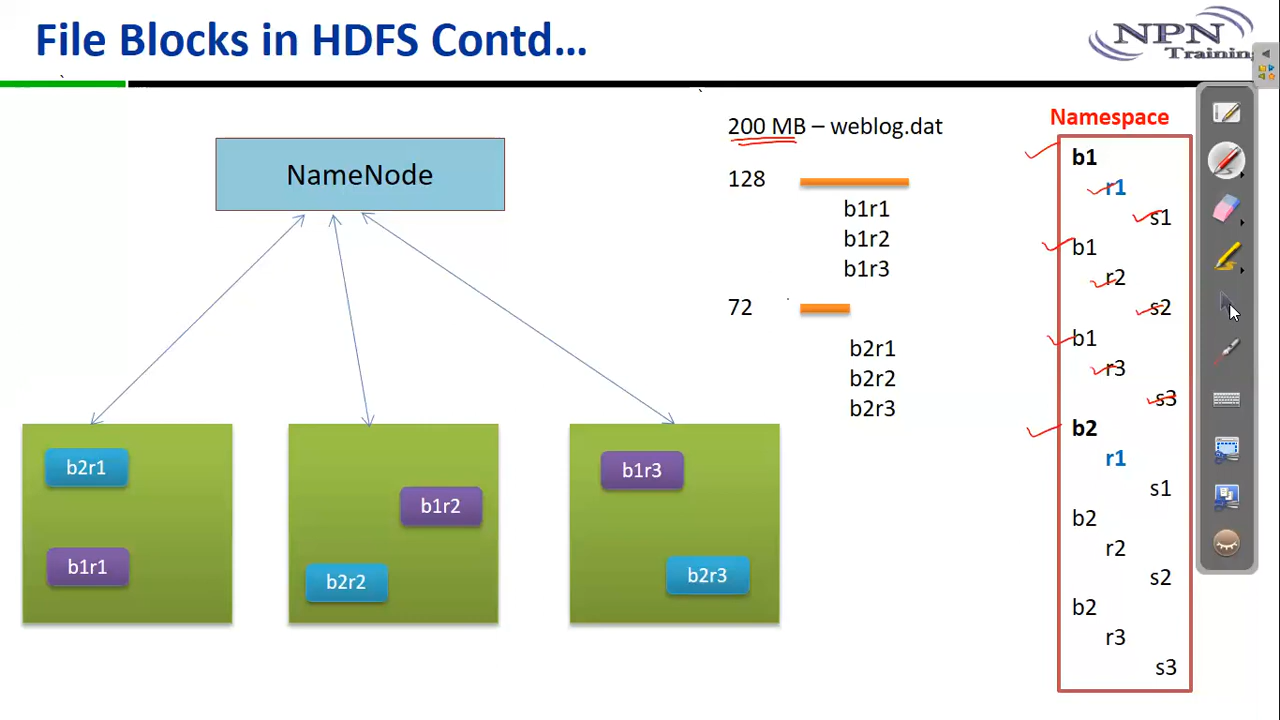 File Blocks in HDFS Contd...
NPN
Training
NameNode
b2r1
b1r1
b1r2
b2r2
b1r3
b2r3
200 MB – weblog.dat
128
b1r1
b1r2
b1r3
72
b2r1
b2r2
b2r3
Namespace
b1
r1
s1
b1
r2
s2
b1
r3
s3
b2
r1
s1
b2
r2
s2
b2
r3
s3